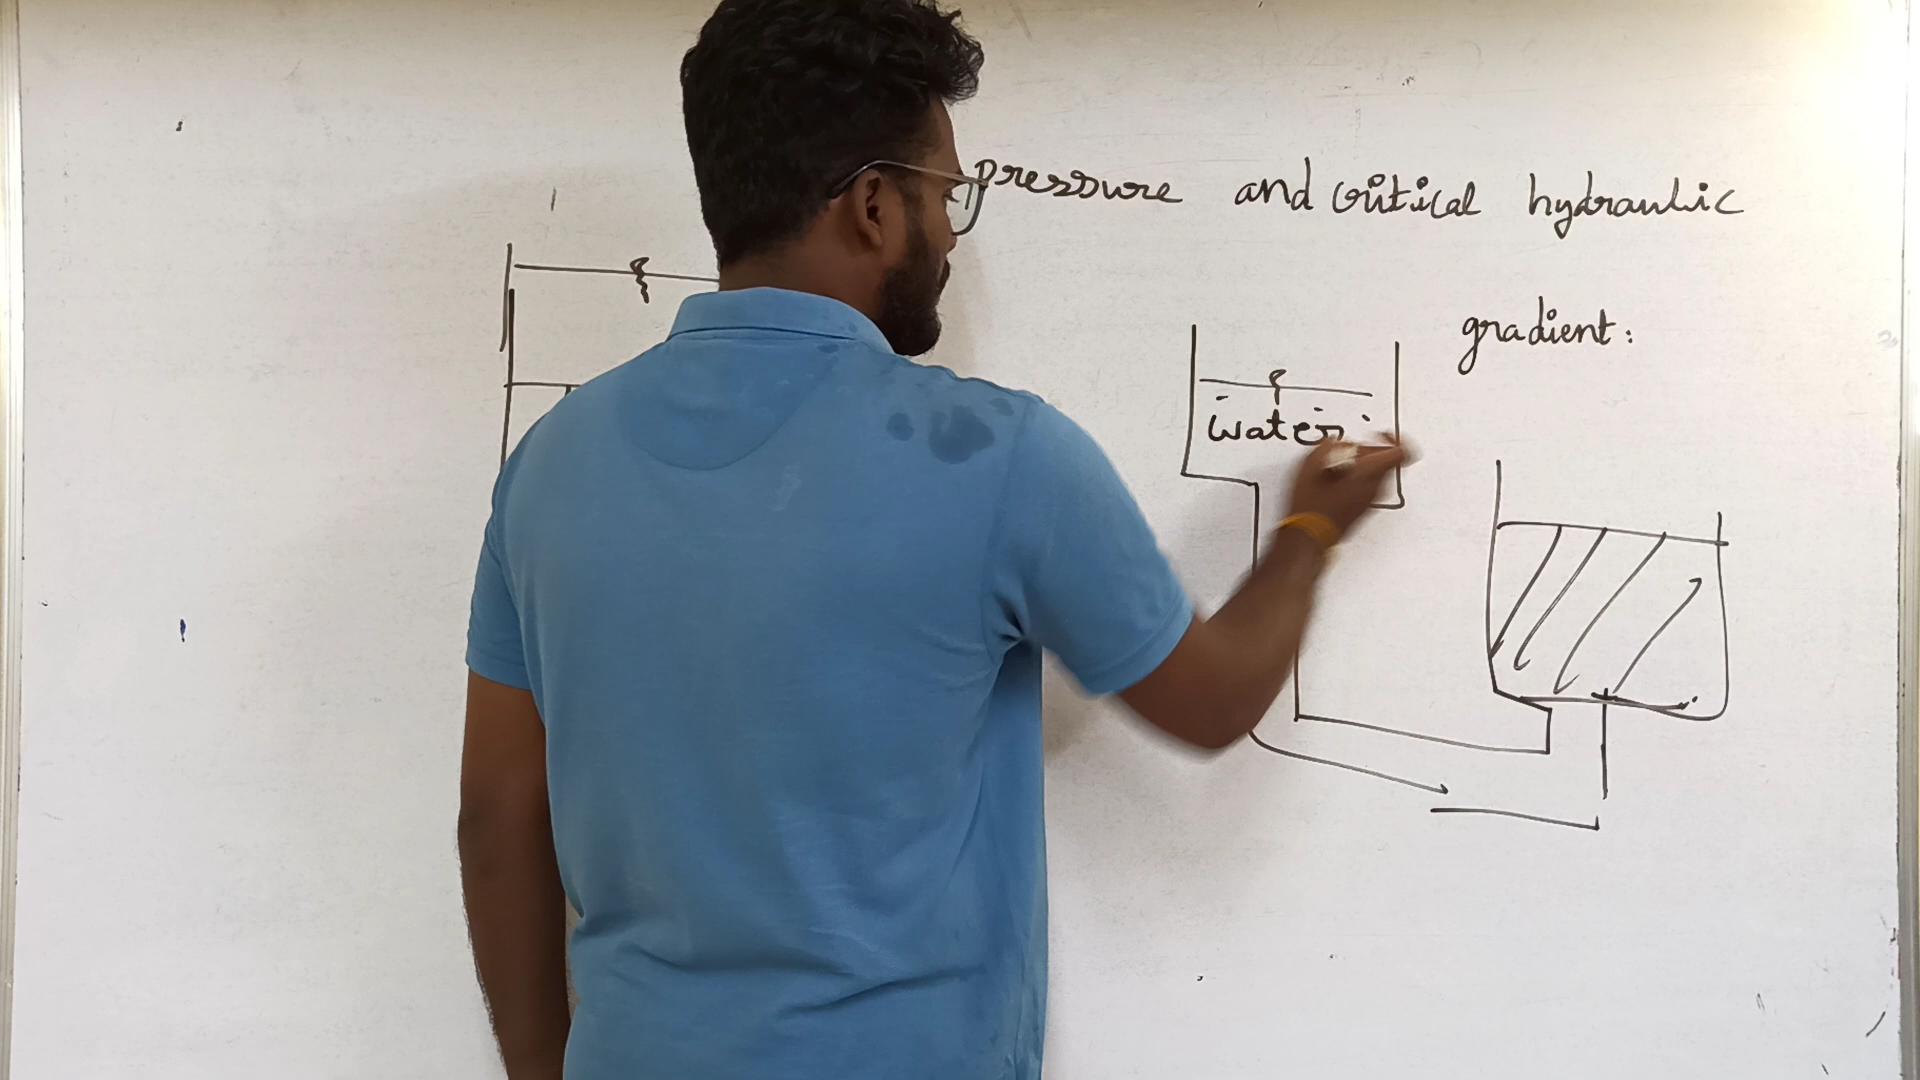 pressure and critical hydraulic
gradient:
water